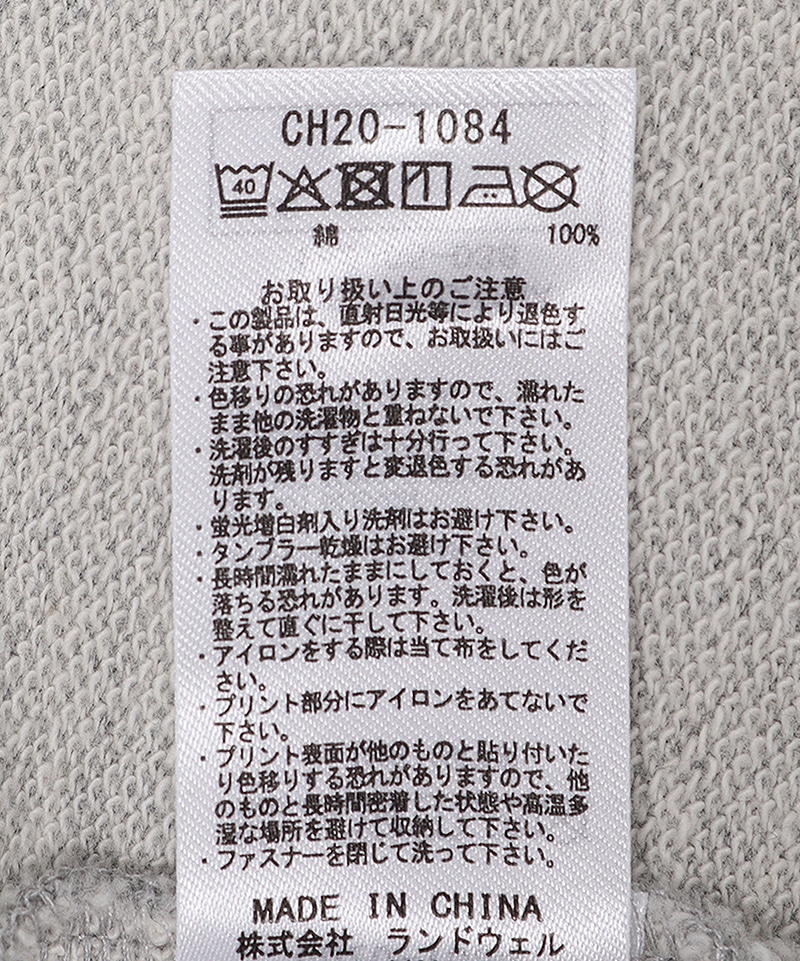 CH20-1084
40
綿 100%
お取り扱い上のご注意
・この製品は、直射日光等により退色す
る事がありますので、お取扱いにはご
注意下さい。
・色移りの恐れがありますので、濡れた
まま他の洗濯物と重ねないで下さい。
・洗濯後のすすぎは十分行って下さい。
洗剤が残りますと変退色する恐れがあ
ります。
・蛍光増白剤入り洗剤はお避け下さい。
・タンブラー乾燥はお避け下さい。
・長時間濡れたままにしておくと、色が
落ちる恐れがあります。洗濯後は形を
整えて直ぐに干して下さい。
・アイロンをする際は当て布をしてくだ
さい。
・プリント部分にアイロンをあてないで
下さい。
・プリント表面が他のものと貼り付いた
り色移りする恐れがありますので、他
のものと長時間密着した状態や高温多
湿な場所を避けて収納して下さい。
・ファスナーを閉じて洗って下さい。
MADE IN CHINA
株式会社 ランドウェル